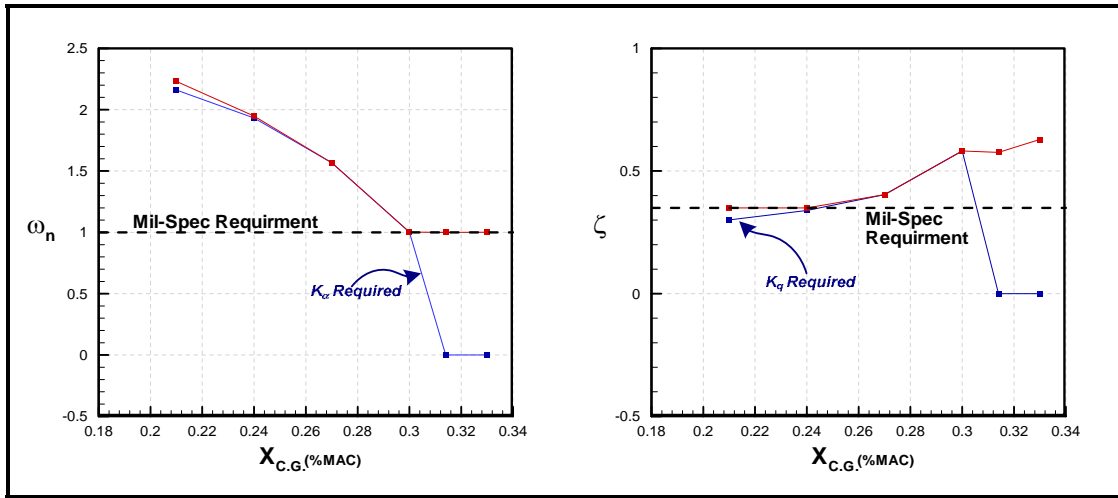 2.5
2
1.5
1
0.5
0
-0.5
ωn
Mil-Spec Requirment
Kα Required
0.18 0.2 0.22 0.24 0.26 0.28 0.3 0.32 0.34
XC.G.(%MAC)
1
0.5
0
-0.5
ζ
Mil-Spec
Requirment
Kq Required
0.18 0.2 0.22 0.24 0.26 0.28 0.3 0.32 0.34
XC.G.(%MAC)